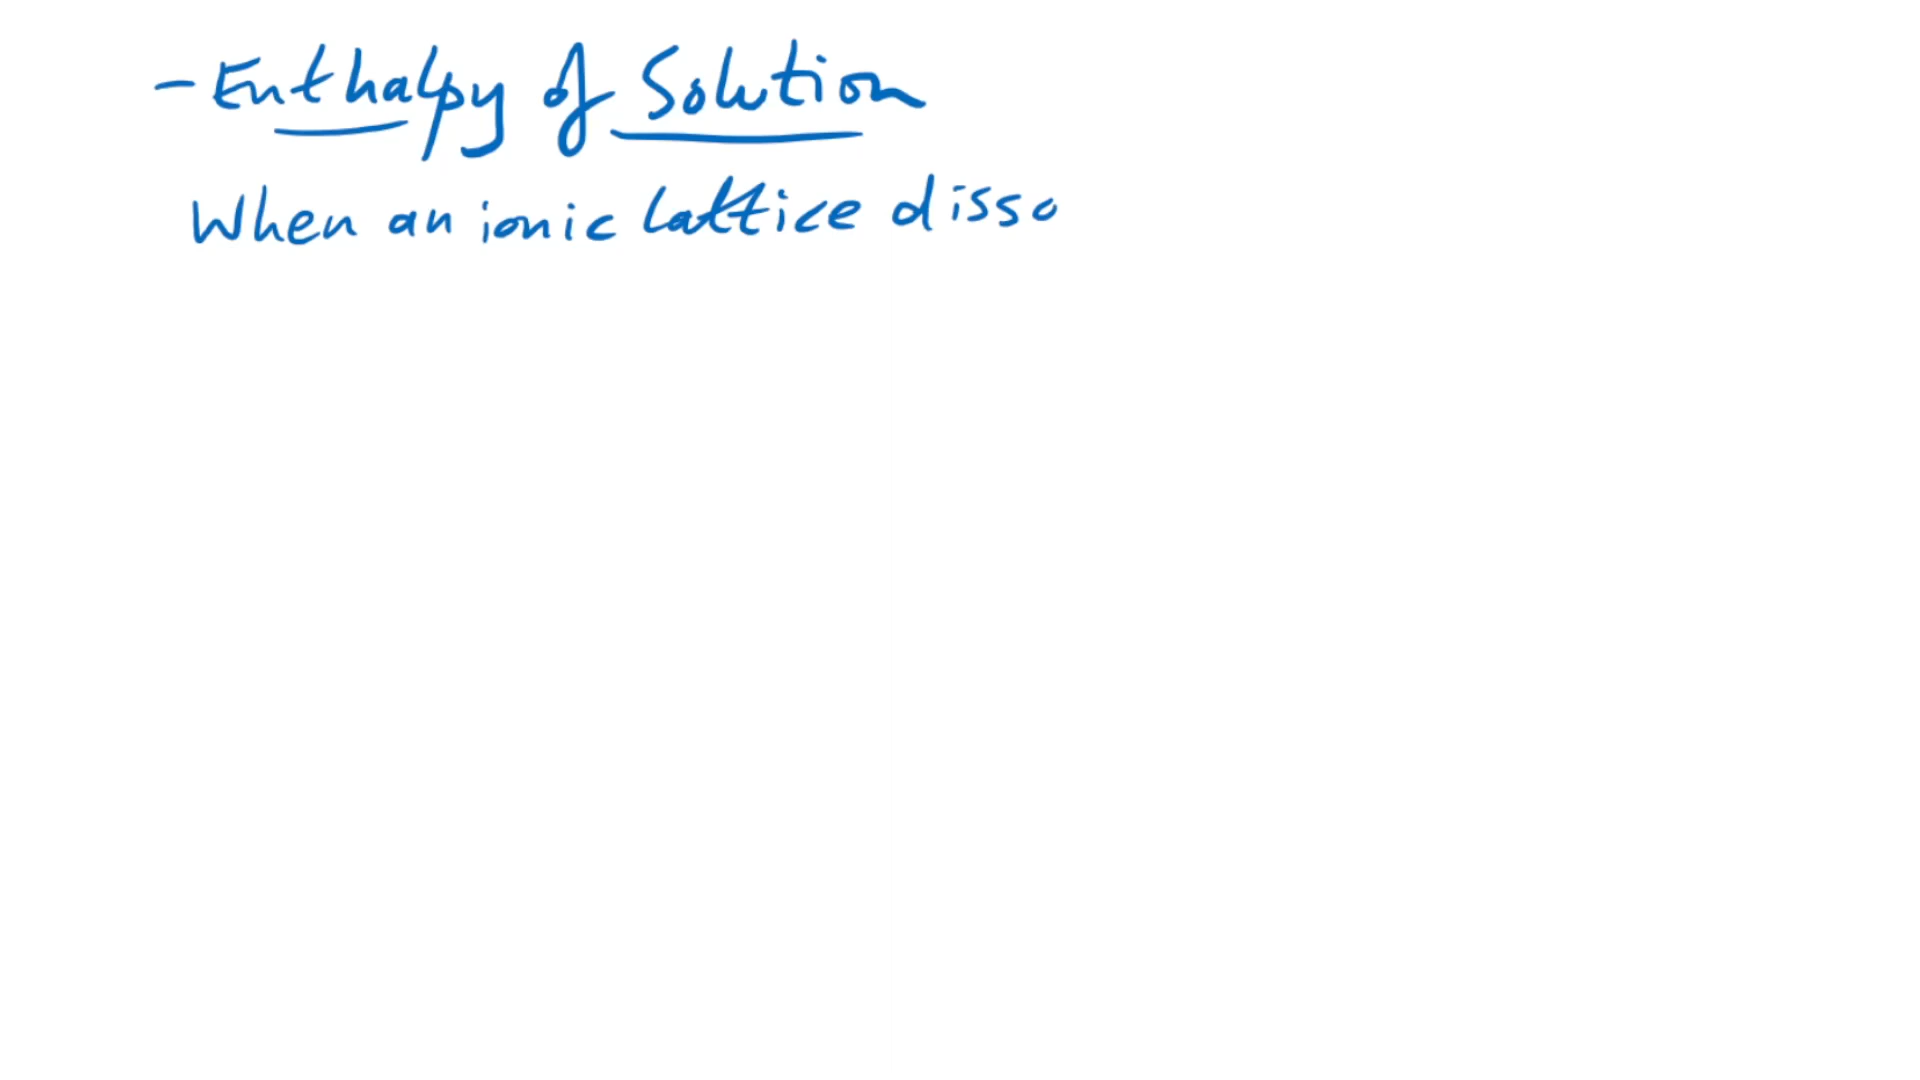 - Enthalpy of Solution
When an ionic lattice disso